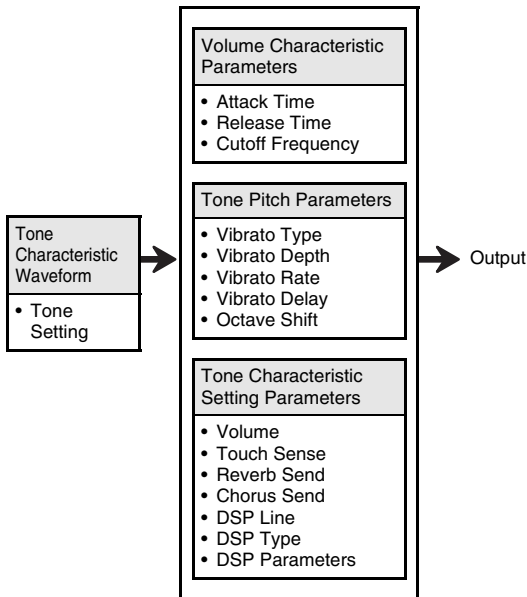 Tone
Characteristic
Waveform
• Tone
Setting
Volume Characteristic
Parameters
• Attack Time
• Release Time
• Cutoff Frequency
Tone Pitch Parameters
• Vibrato Type
• Vibrato Depth
• Vibrato Rate
• Vibrato Delay
• Octave Shift
Tone Characteristic
Setting Parameters
• Volume
• Touch Sense
• Reverb Send
• Chorus Send
• DSP Line
• DSP Type
• DSP Parameters
Output